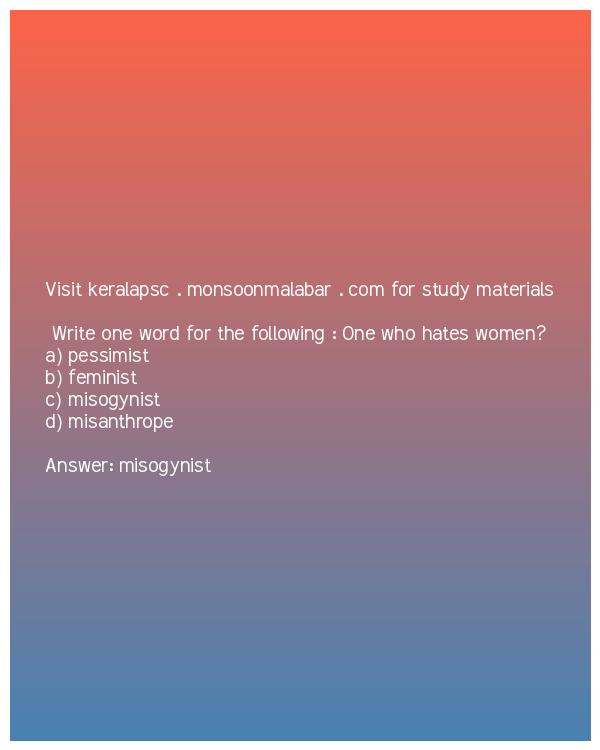 Visit keralapsc . monsoonmalabar . com for study materials
Write one word for the following : One who hates women?
a) pessimist
b) feminist
c) misogynist
d) misanthrope
Answer: misogynist